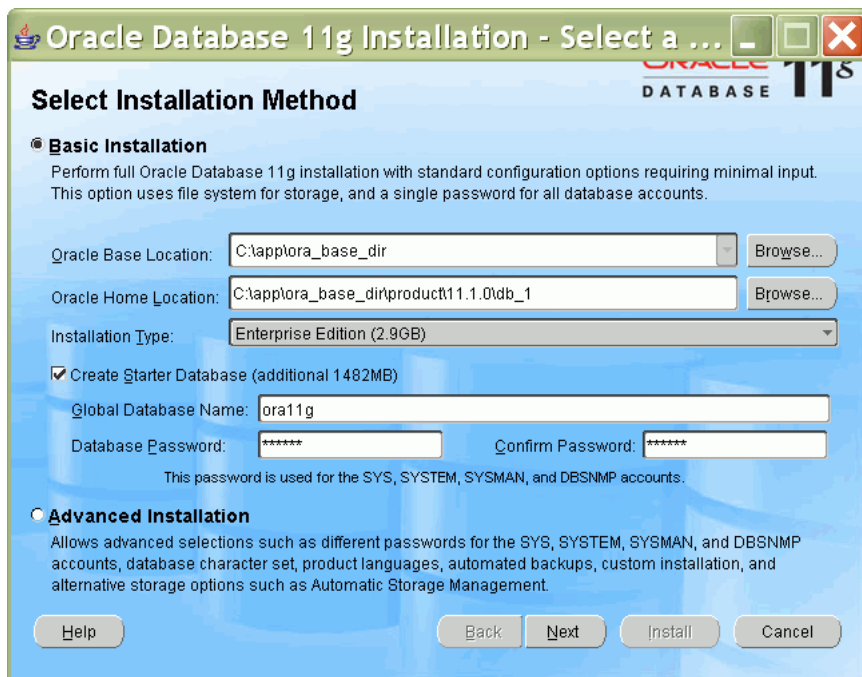 Oracle Database 11g Installation - Select a ...
ORACLE
DATABASE 11g
Select Installation Method
Basic Installation
Perform full Oracle Database 11g installation with standard configuration options requiring minimal input.
This option uses file system for storage, and a single password for all database accounts.
Oracle Base Location: C:\app\ora_base_dir Browse...
Oracle Home Location: C:\app\ora_base_dir\product\11.1.0\db_1 Browse...
Installation Type: Enterprise Edition (2.9GB)
Create Starter Database (additional 1482MB)
Global Database Name: ora11g
Database Password: ****** Confirm Password: ******
This password is used for the SYS, SYSTEM, SYSMAN, and DBSNMP accounts.
Advanced Installation
Allows advanced selections such as different passwords for the SYS, SYSTEM, SYSMAN, and DBSNMP
accounts, database character set, product languages, automated backups, custom installation, and
alternative storage options such as Automatic Storage Management.
Help Back Next Install Cancel